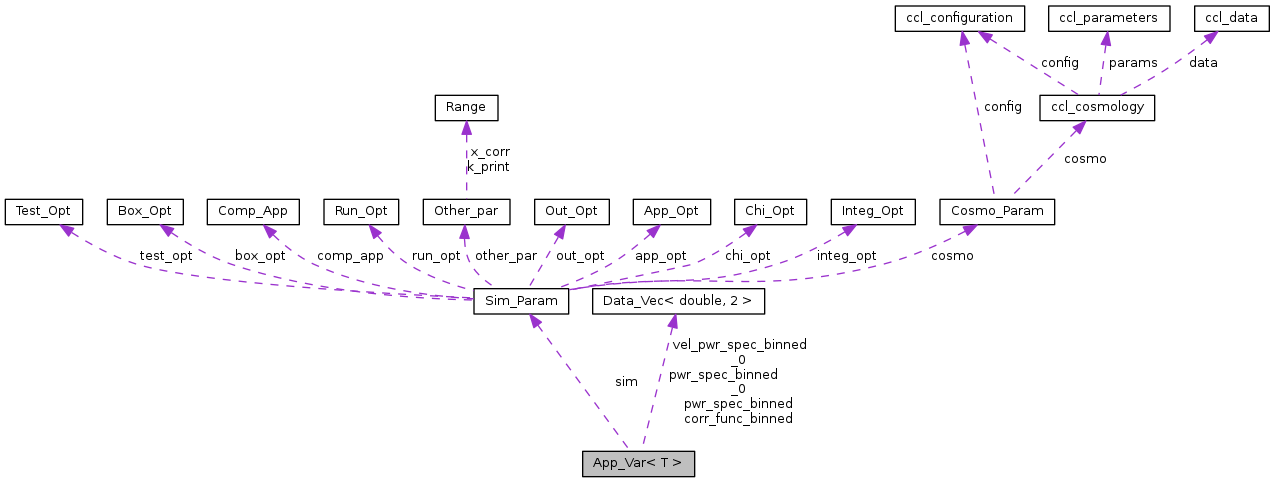 ccl_configuration
ccl_parameters
ccl_data
config
params
data
Range
ccl_cosmology
config
x_corr
k_print
cosmo
Test_Opt
Box_Opt
Comp_App
Run_Opt
Other_par
Out_Opt
App_Opt
Chi_Opt
Integ_Opt
Cosmo_Param
test_opt
box_opt
comp_app
run_opt
other_par
out_opt
app_opt
chi_opt
integ_opt
cosmo
Sim_Param
Data_Vec< double, 2 >
vel_pwr_spec_binned
_0
pwr_spec_binned
_0
pwr_spec_binned
corr_func_binned
sim
App_Var< T >